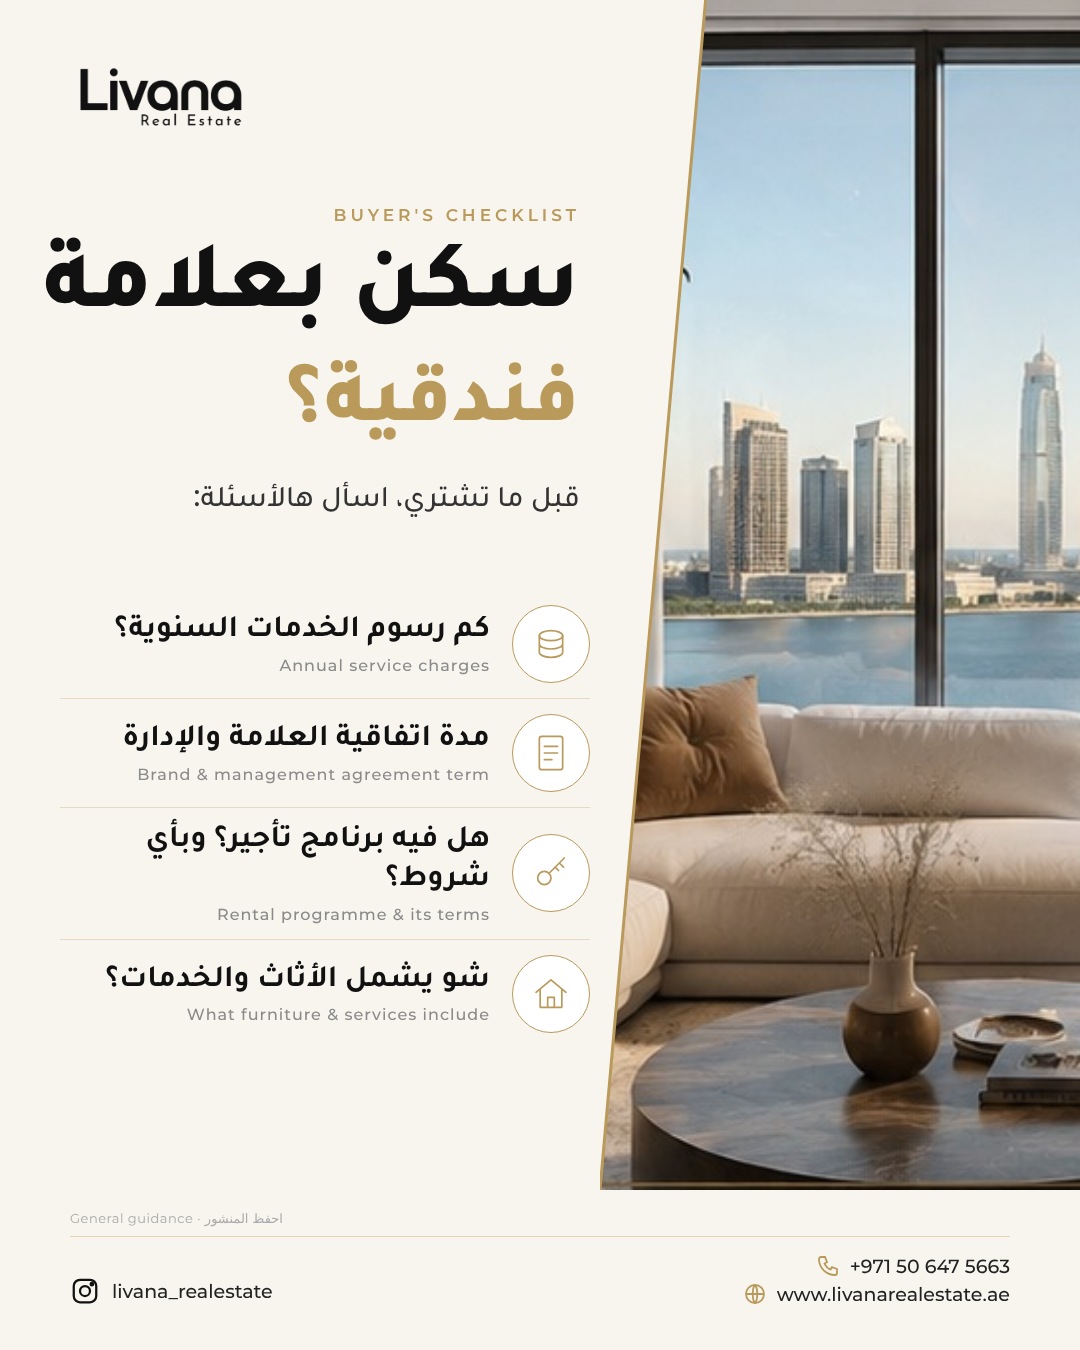 Livana
Real Estate
BUYER'S CHECKLIST
سكن بعلامة
فندقية؟
قبل ما تشتري، اسأل هالأسئلة:
كم رسوم الخدمات السنوية؟
Annual service charges
مدة اتفاقية العلامة والإدارة
Brand & management agreement term
هل فيه برنامج تأجير؟ وبأي
شروط؟
Rental programme & its terms
شو يشمل الأثاث والخدمات؟
What furniture & services include
General guidance · احفظ المنشور
livana_realestate
+971 50 647 5663
www.livanarealestate.ae